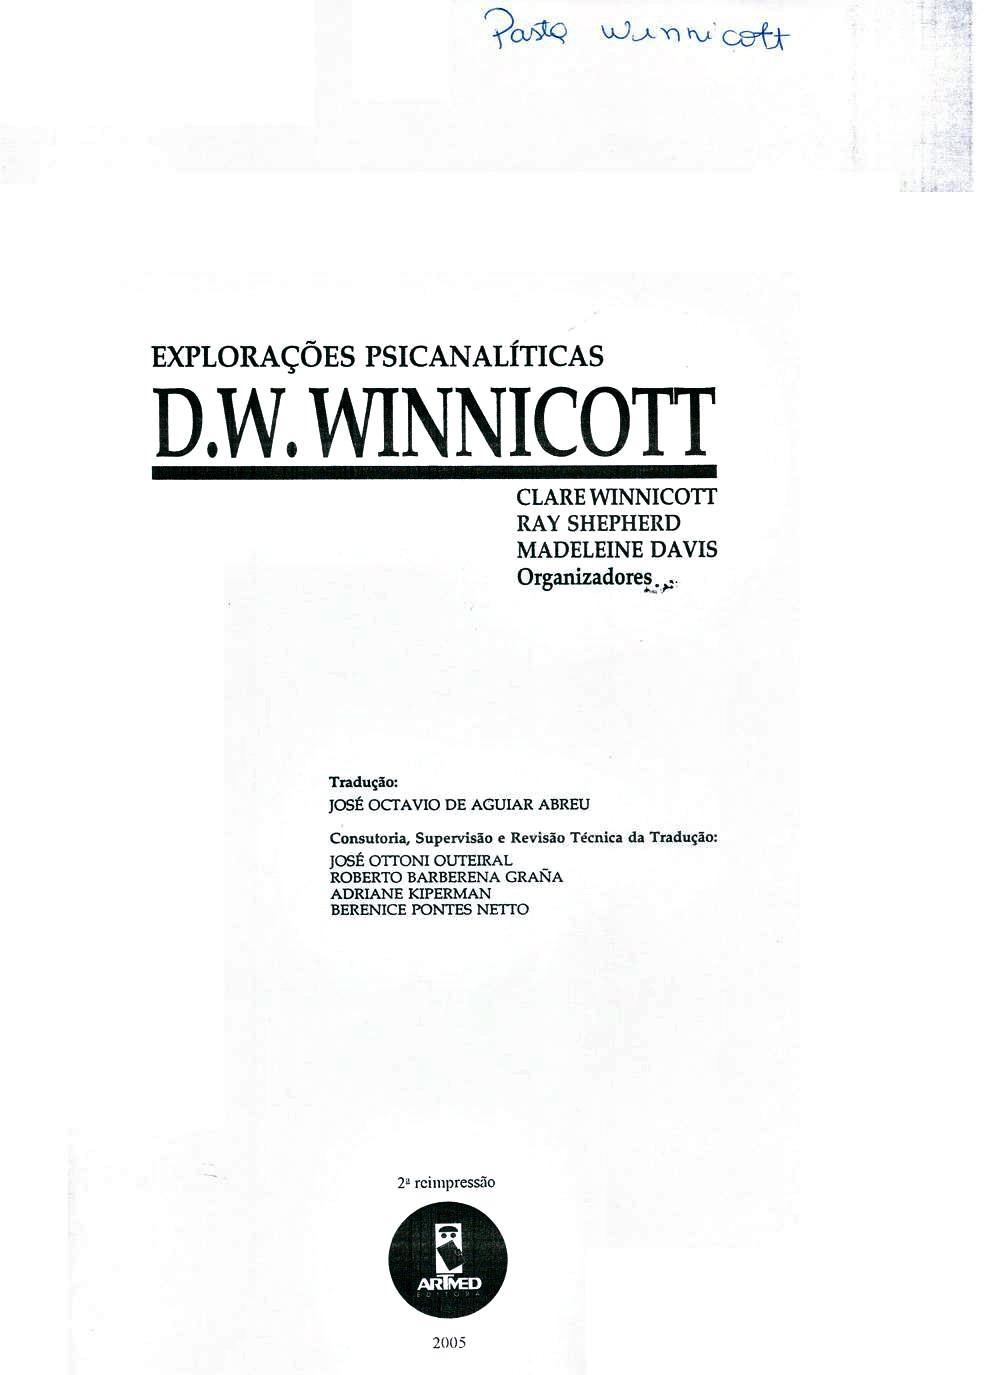 Pasta Winnicott
EXPLORAÇÕES PSICANALÍTICAS
D.W. WINNICOTT
CLARE WINNICOTT
RAY SHEPHERD
MADELEINE DAVIS
Organizadores
Tradução:
JOSÉ OCTAVIO DE AGUIAR ABREU
Consutoria, Supervisão e Revisão Técnica da Tradução:
JOSÉ OTTONI OUTEIRAL
ROBERTO BARBERENA GRAÑA
ADRIANE KIPERMAN
BERENICE PONTES NETTO
2ª reimpressão
ARTMED
EDITORA
2005